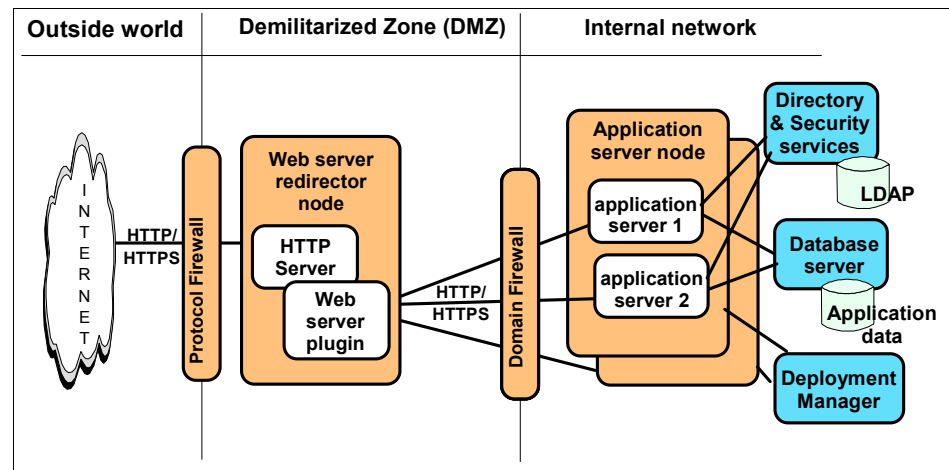 Outside world
Demilitarized Zone (DMZ)
Internal network
INTERNET
HTTP/
HTTPS
Protocol Firewall
Web server
redirector
node
HTTP
Server
Web
server
plugin
HTTP/
HTTPS
Domain Firewall
Application
server node
application
server 1
application
server 2
Directory
& Security
services
LDAP
Database
server
Application
data
Deployment
Manager